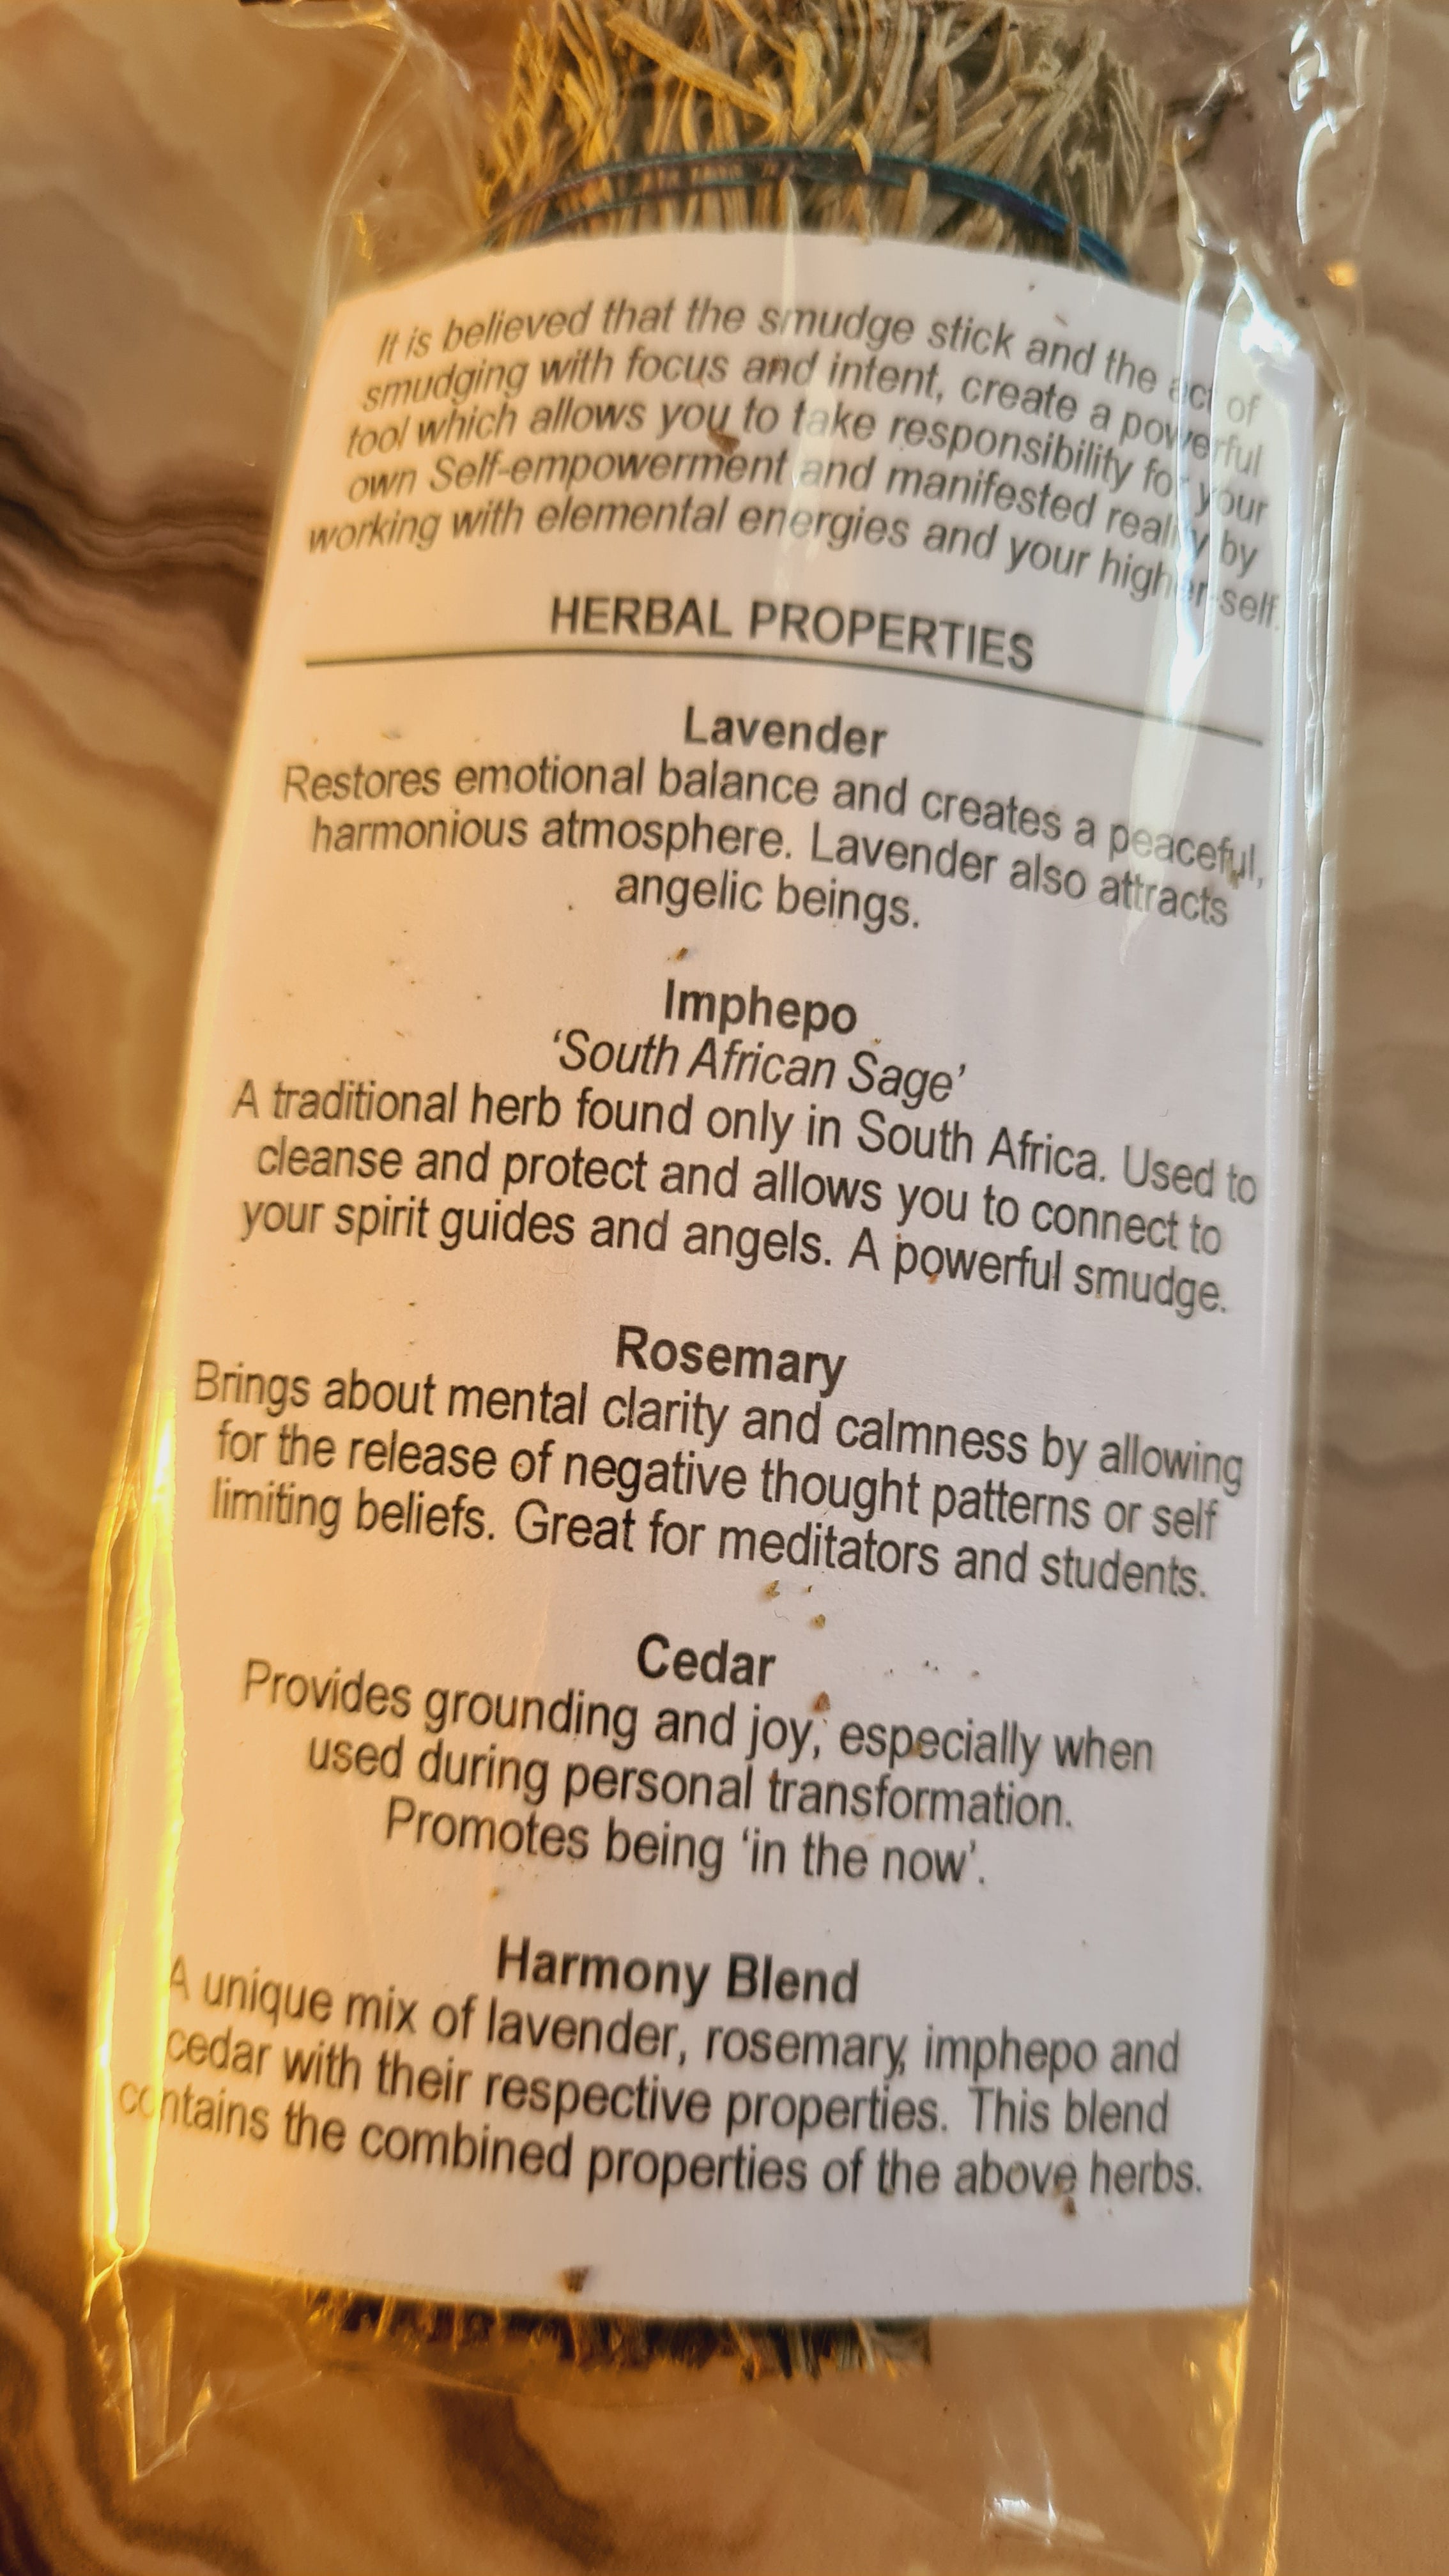 It is believed that the smudge stick and the act of
smudging with focus and intent, create a powerful
tool which allows you to take responsibility for your
own Self-empowerment and manifested reality by
working with elemental energies and your higher self.
HERBAL PROPERTIES
Lavender
Restores emotional balance and creates a peaceful,
harmonious atmosphere. Lavender also attracts
angelic beings.
Imphepo
‘South African Sage’
A traditional herb found only in South Africa. Used to
cleanse and protect and allows you to connect to
your spirit guides and angels. A powerful smudge.
Rosemary
Brings about mental clarity and calmness by allowing
for the release of negative thought patterns or self
limiting beliefs. Great for meditators and students.
Cedar
Provides grounding and joy, especially when
used during personal transformation.
Promotes being ‘in the now’.
Harmony Blend
A unique mix of lavender, rosemary, imphepo and
cedar with their respective properties. This blend
contains the combined properties of the above herbs.